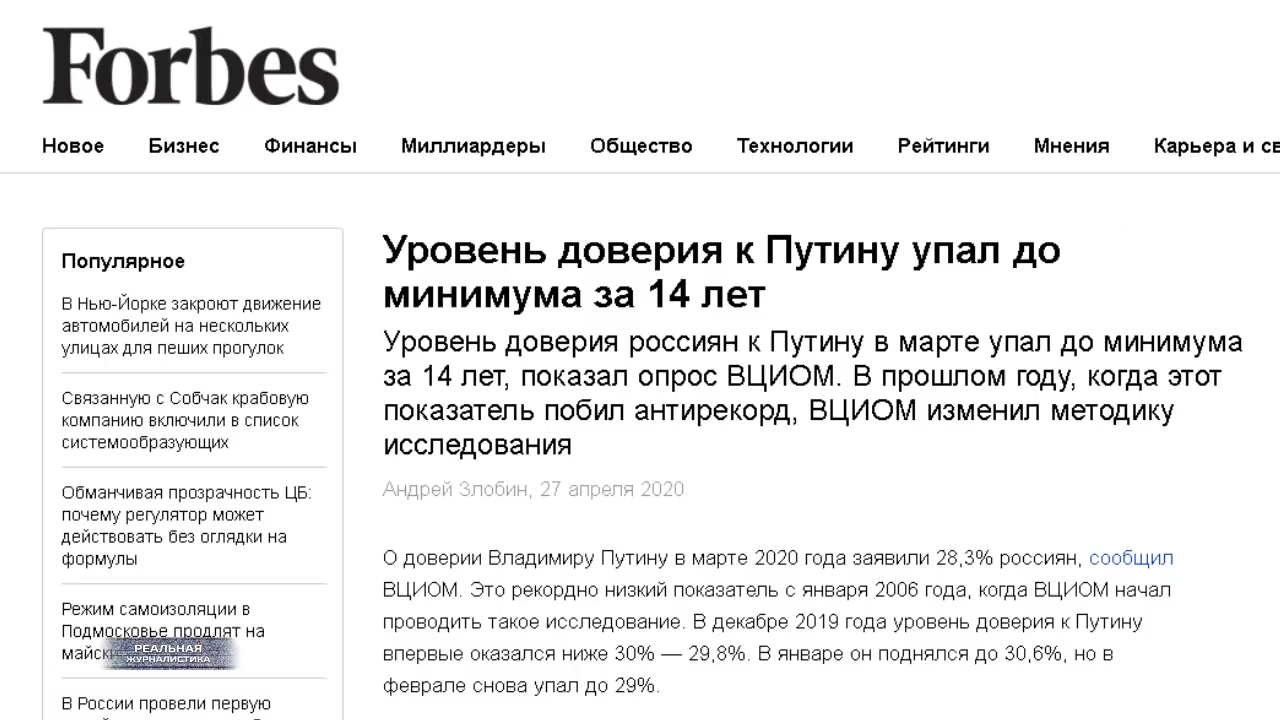 Forbes
Новое Бизнес Финансы Миллиардеры Общество Технологии Рейтинги Мнения Карьера и св
Популярное
В Нью-Йорке закроют движение
автомобилей на нескольких
улицах для пеших прогулок
Связанную с Собчак крабовую
компанию включили в список
системообразующих
Обманчивая прозрачность ЦБ:
почему регулятор может
действовать без оглядки на
формулы
Режим самоизоляции в
Подмосковье продлят на
РЕАЛЬНАЯ
ЖУРНАЛИСТИКА
В России провели первую
Уровень доверия к Путину упал до
минимума за 14 лет
Уровень доверия россиян к Путину в марте упал до минимума
за 14 лет, показал опрос ВЦИОМ. В прошлом году, когда этот
показатель побил антирекорд, ВЦИОМ изменил методику
исследования
Андрей Злобин, 27 апреля 2020
О доверии Владимиру Путину в марте 2020 года заявили 28,3% россиян, сообщил
ВЦИОМ. Это рекордно низкий показатель с января 2006 года, когда ВЦИОМ начал
проводить такое исследование. В декабре 2019 года уровень доверия к Путину
впервые оказался ниже 30% — 29,8%. В январе он поднялся до 30,6%, но в
феврале снова упал до 29%.